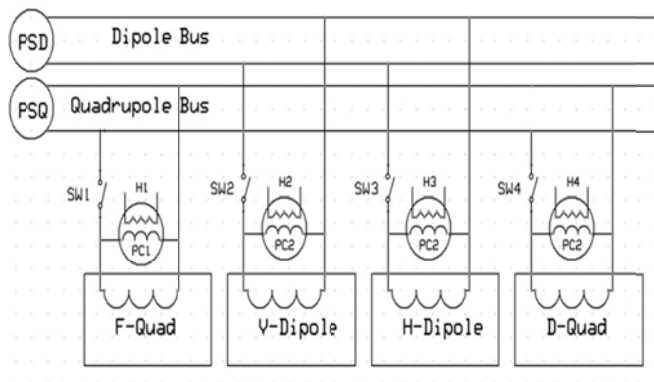 PSD Dipole Bus
PSQ Quadrupole Bus
SW1 H1 SW2 H2 SW3 H3 SW4 H4
PC1 PC2 PC2 PC2
F-Quad V-Dipole H-Dipole D-Quad